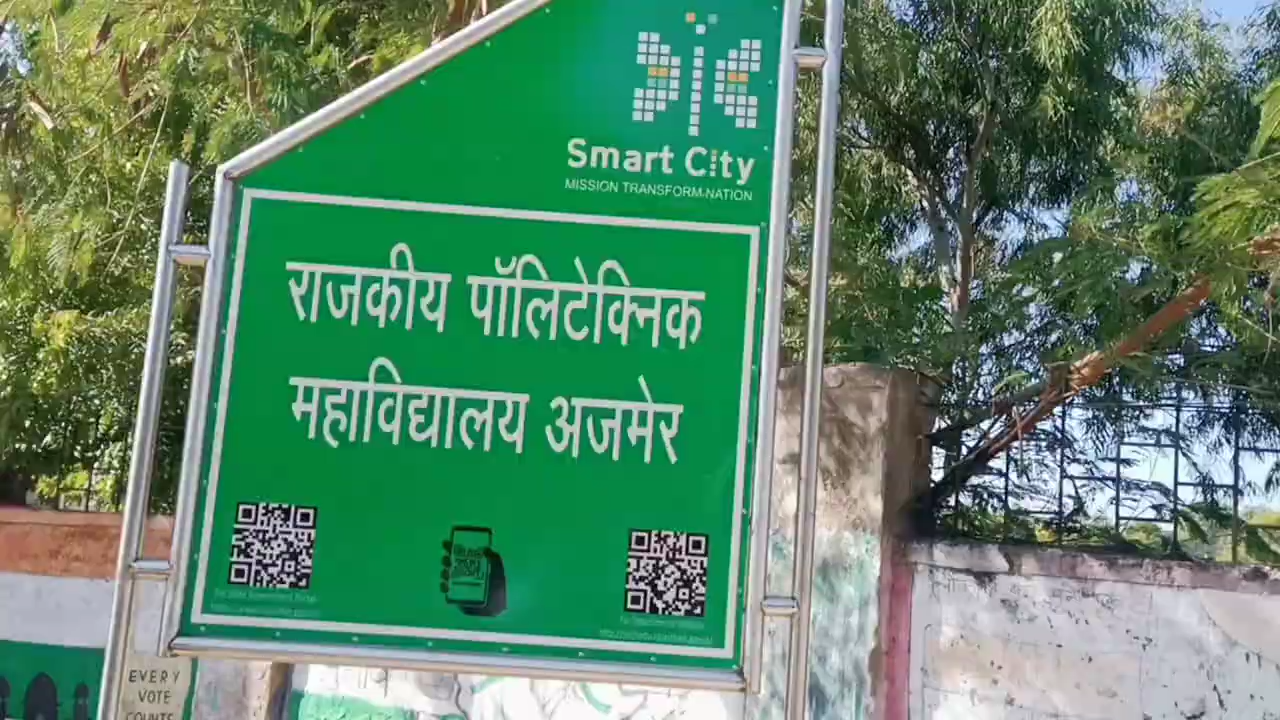 Smart City
MISSION TRANSFORM-NATION
राजकीय पॉलिटेक्निक
महाविद्यालय अजमेर
EVERY
VOTE
COUNTS